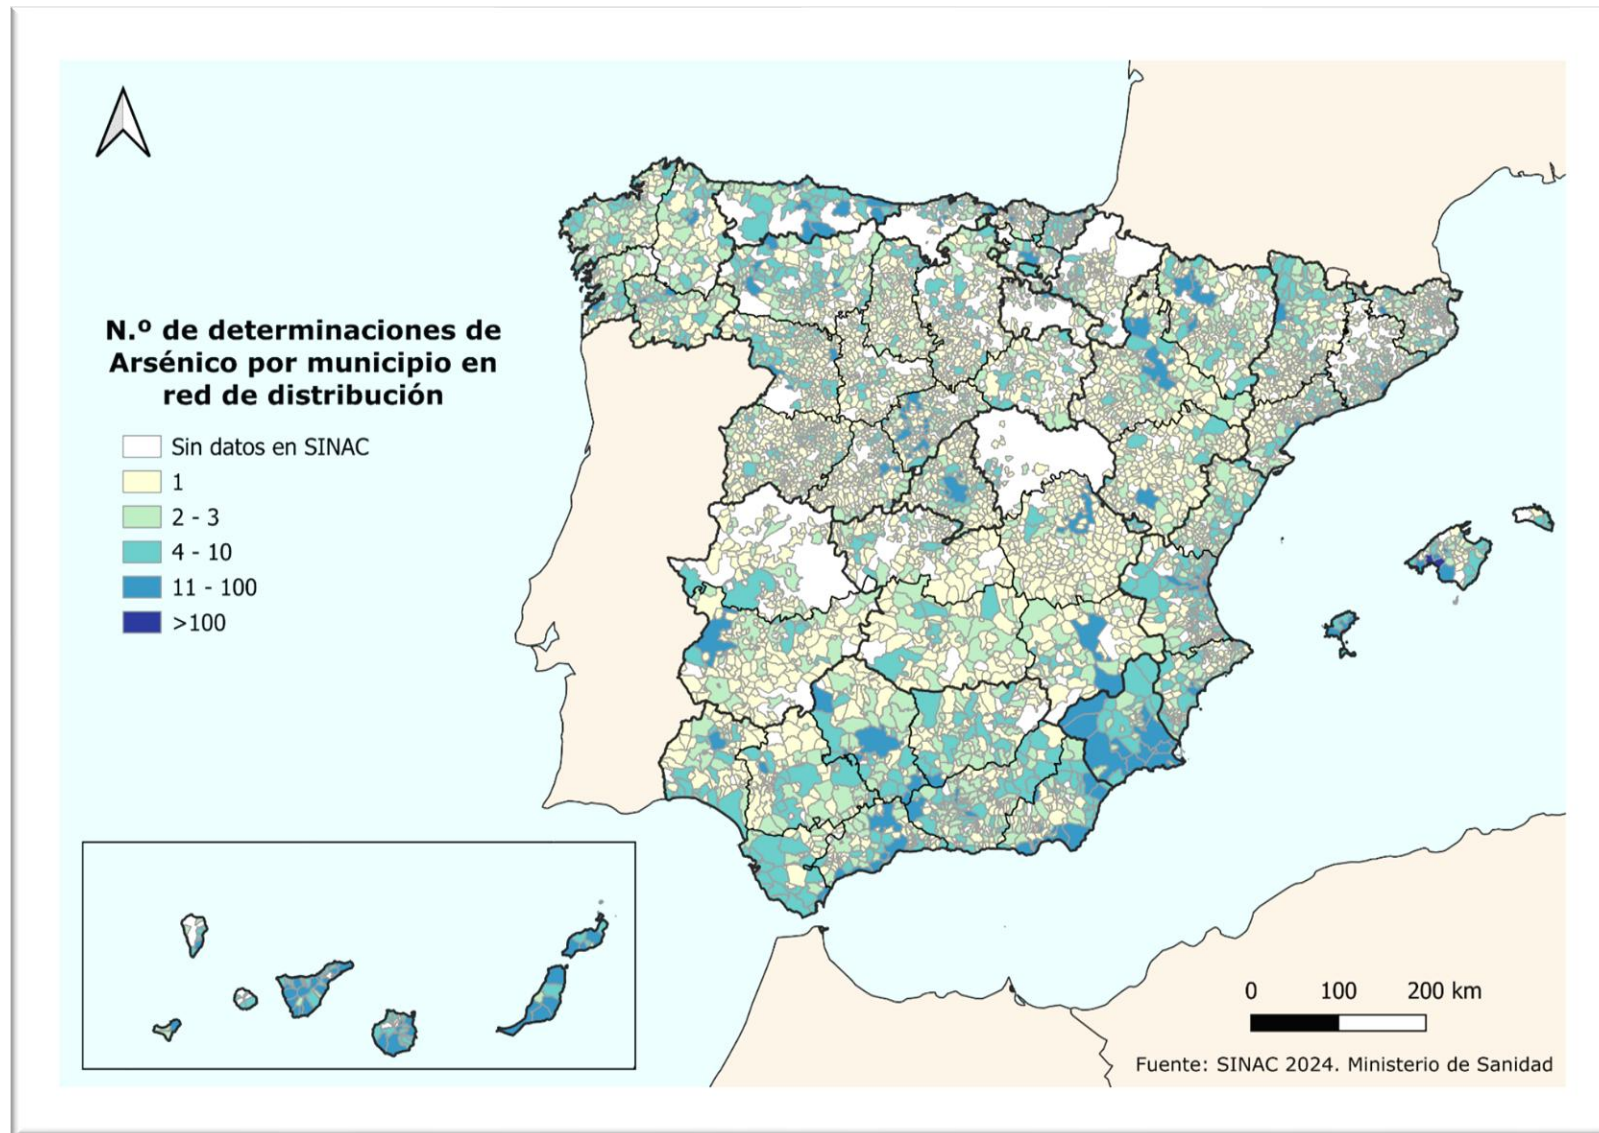 N.º de determinaciones de
Arsénico por municipio en
red de distribución
Sin datos en SINAC
1
2 - 3
4 - 10
11 - 100
>100
0 100 200 km
Fuente: SINAC 2024. Ministerio de Sanidad